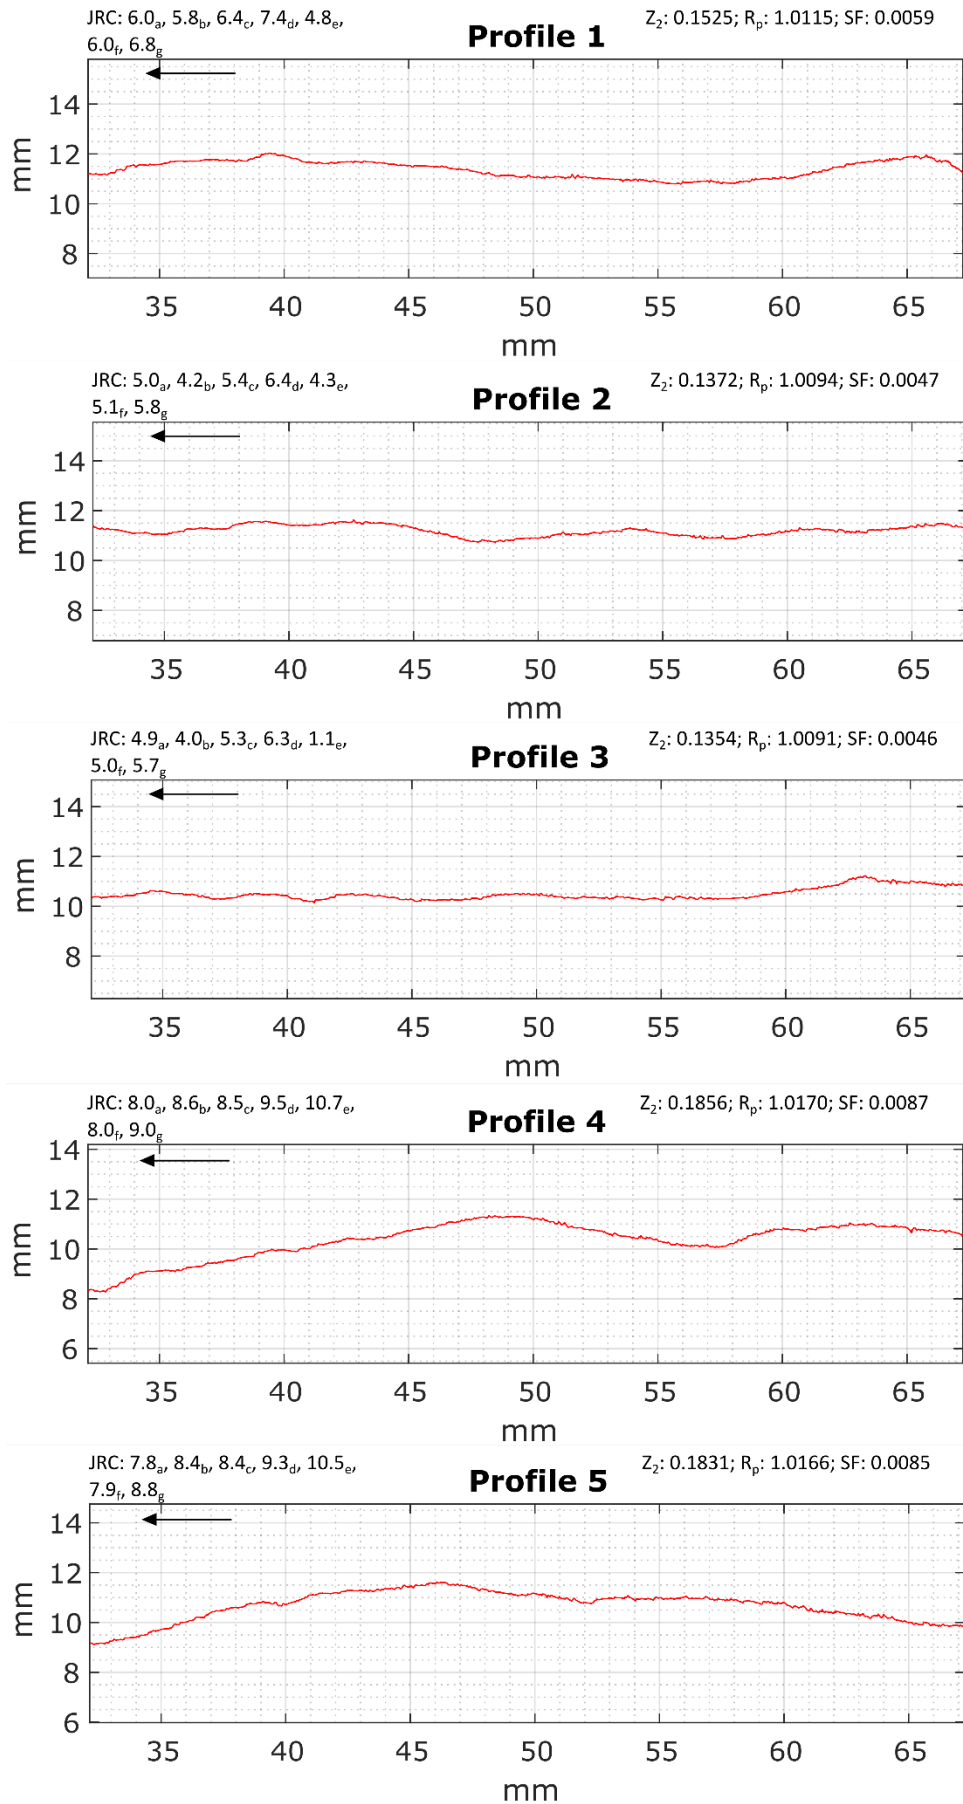 JRC: 6.0a, 5.8b, 6.4c, 7.4d, 4.8e,
6.0f, 6.8g
Profile 1
Z2: 0.1525; Rp: 1.0115; SF: 0.0059
14
12
10
8
mm
35 40 45 50 55 60 65
mm
JRC: 5.0a, 4.2b, 5.4c, 6.4d, 4.3e,
5.1f, 5.8g
Profile 2
Z2: 0.1372; Rp: 1.0094; SF: 0.0047
14
12
10
8
mm
35 40 45 50 55 60 65
mm
JRC: 4.9a, 4.0b, 5.3c, 6.3d, 1.1e,
5.0f, 5.7g
Profile 3
Z2: 0.1354; Rp: 1.0091; SF: 0.0046
14
12
10
8
mm
35 40 45 50 55 60 65
mm
JRC: 8.0a, 8.6b, 8.5c, 9.5d, 10.7e,
8.0f, 9.0g
Profile 4
Z2: 0.1856; Rp: 1.0170; SF: 0.0087
14
12
10
8
6
mm
35 40 45 50 55 60 65
mm
JRC: 7.8a, 8.4b, 8.4c, 9.3d, 10.5e,
7.9f, 8.8g
Profile 5
Z2: 0.1831; Rp: 1.0166; SF: 0.0085
14
12
10
8
6
mm
35 40 45 50 55 60 65
mm